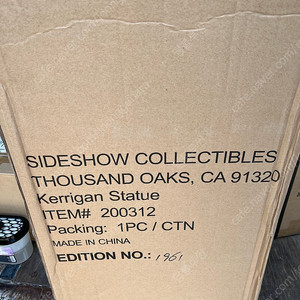 SIDESHOW COLLECTIBLES
THOUSAND OAKS, CA 91320
Kerrigan Statue
ITEM# 200312
Packing: 1PC / CTN
MADE IN CHINA
EDITION NO.: 1961